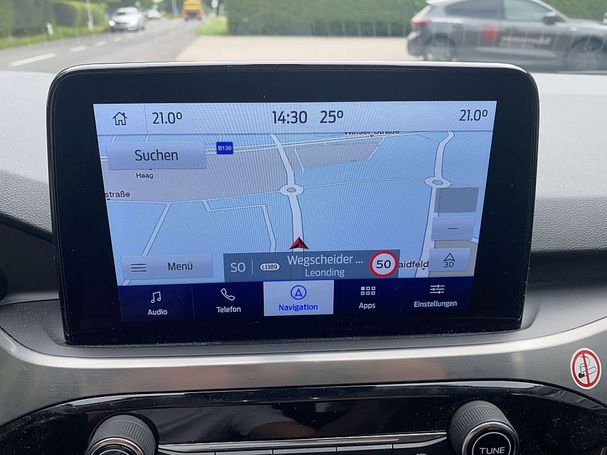 21.0° 14:30 25° 21.0°
Suchen
B139
Haag
straße
Menü
SO L1389 Wegscheider ...
Leonding
50
aidfeld
3D
Audio
Telefon
Navigation
Apps
Einstellungen
TUNE